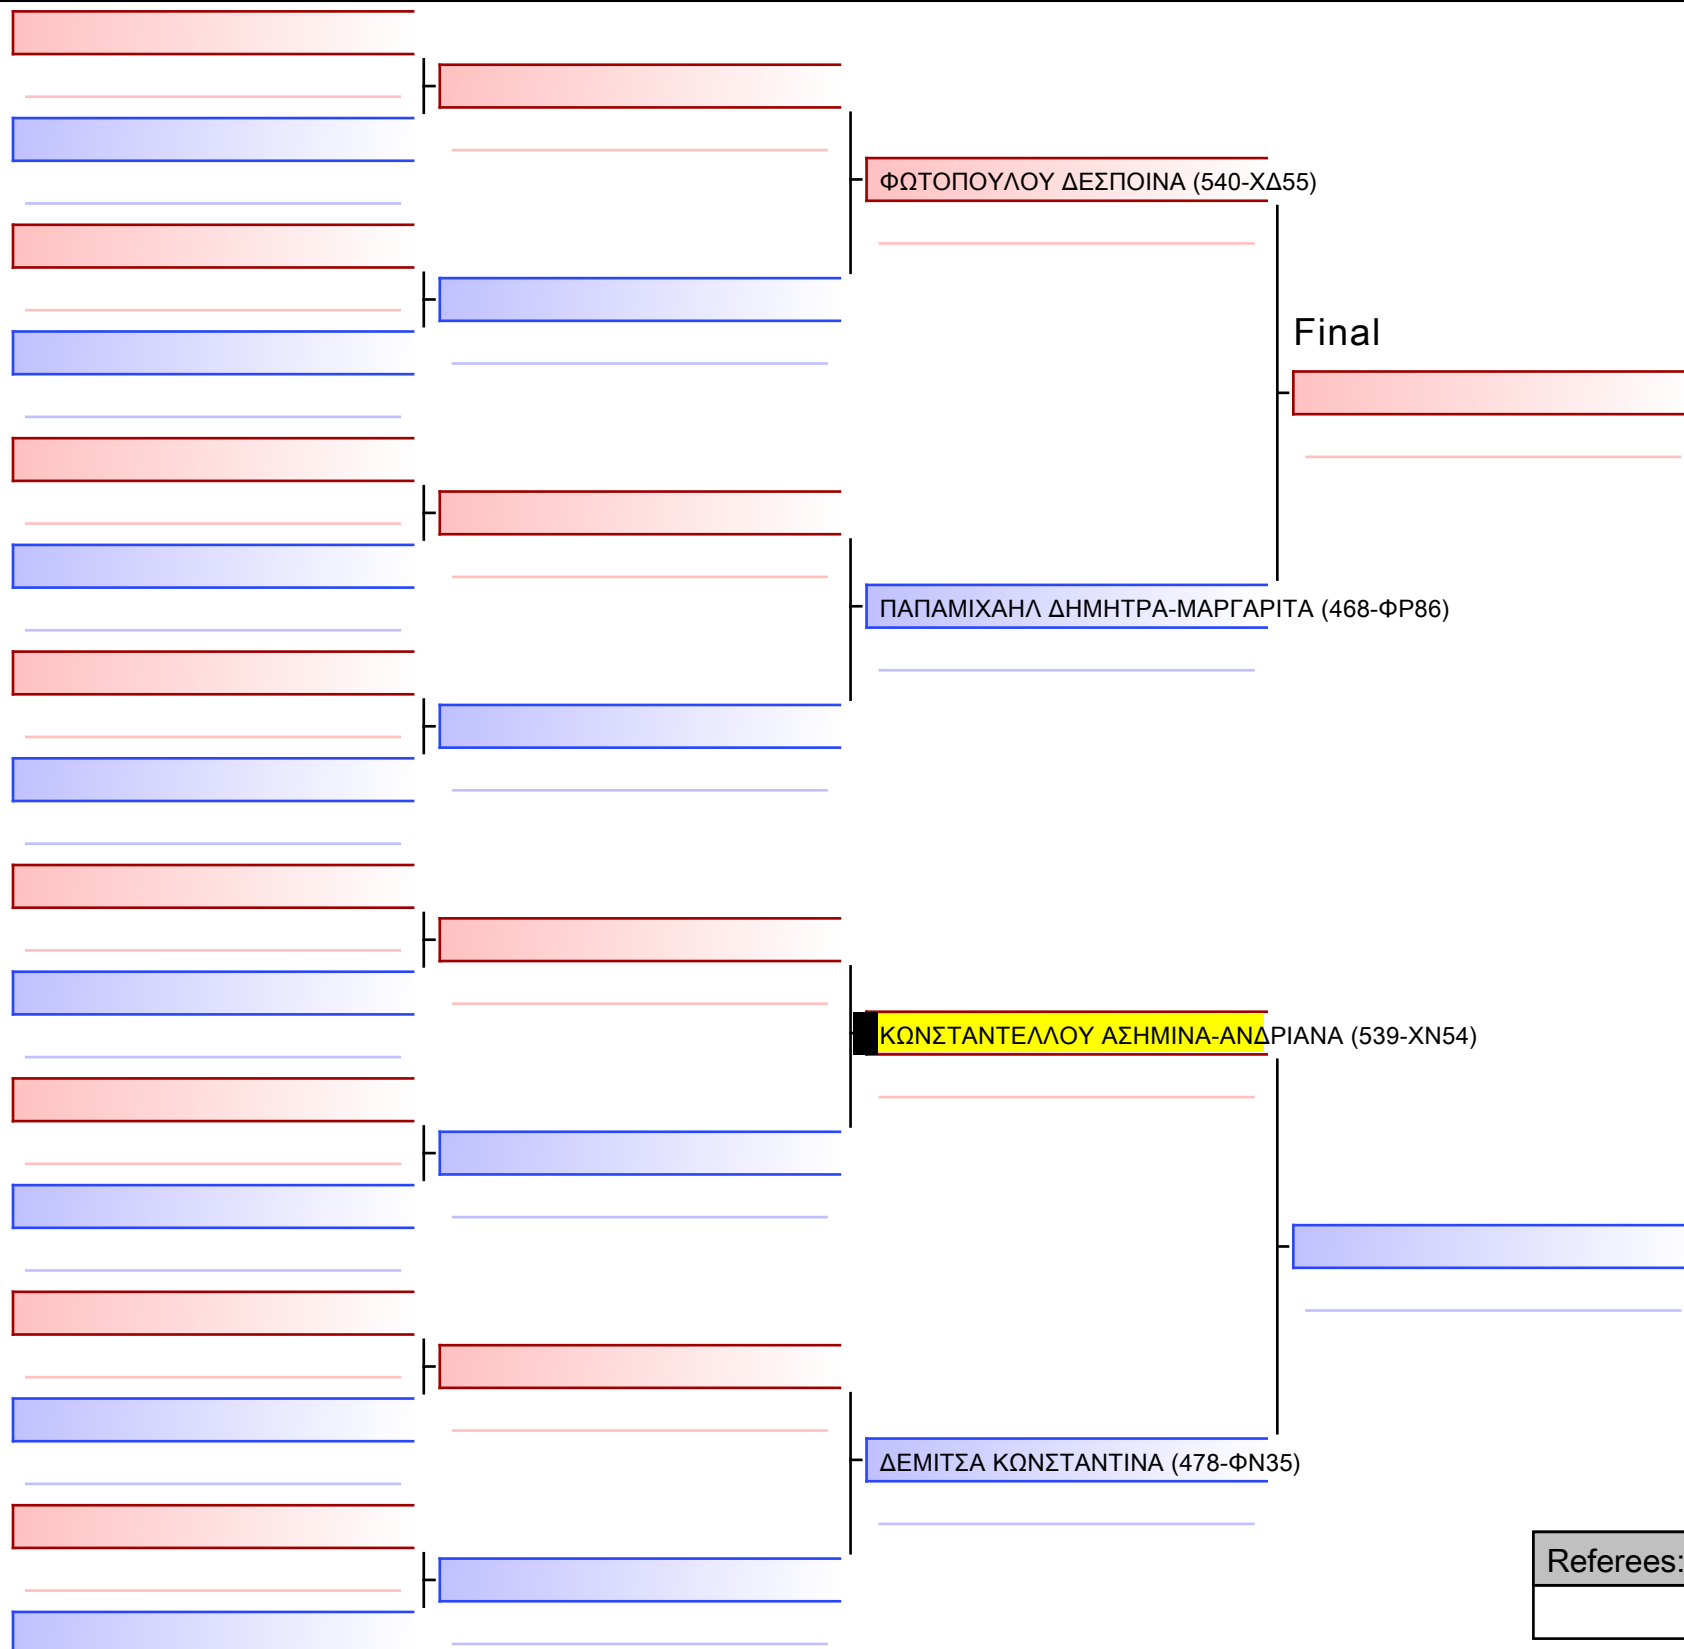 ΦΩΤΟΠΟΥΛΟΥ ΔΕΣΠΟΙΝΑ (540-ΧΔ55)
Final
ΠΑΠΑΜΙΧΑΗΛ ΔΗΜΗΤΡΑ-ΜΑΡΓΑΡΙΤΑ (468-ΦΡ86)
ΚΩΝΣΤΑΝΤΕΛΛΟΥ ΑΣΗΜΙΝΑ-ΑΝΔΡΙΑΝΑ (539-ΧΝ54)
ΔΕΜΙΤΣΑ ΚΩΝΣΤΑΝΤΙΝΑ (478-ΦΝ35)
Referees: